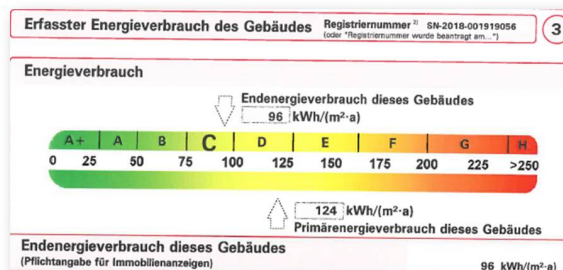 Erfasster Energieverbrauch des Gebäudes Registriernummer 2) SN-2018-001919056
(oder "Registriernummer wurde beantragt am...")
3
Energieverbrauch
Endenergieverbrauch dieses Gebäudes
96 kWh/(m²·a)
A+ A B C D E F G H
0 25 50 75 100 125 150 175 200 225 >250
124 kWh/(m²·a)
Primärenergieverbrauch dieses Gebäudes
Endenergieverbrauch dieses Gebäudes
(Pflichtangabe für Immobilienanzeigen)
96 kWh/(m²·a)